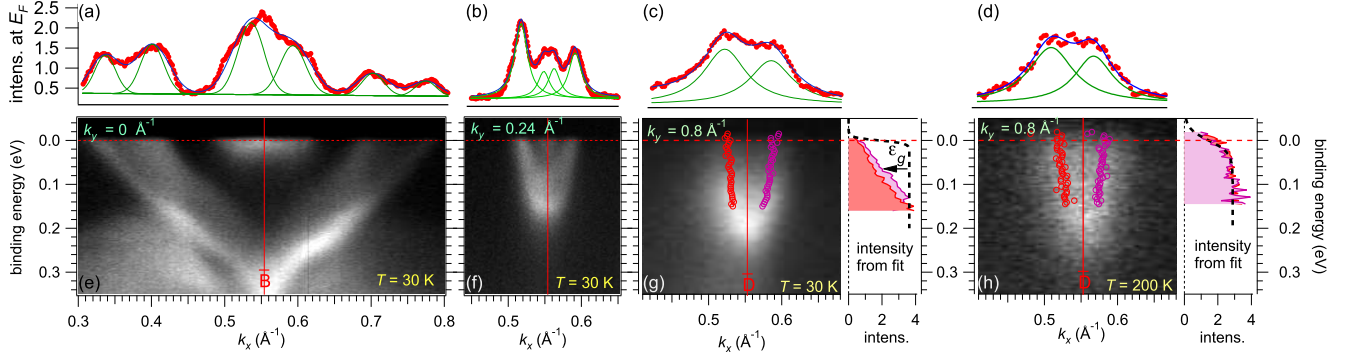 (a) (b) (c) (d)
intens. at E_F
2.5
2.0
1.5
1.0
0.5
k_y = 0 Å⁻¹
k_y = 0.24 Å⁻¹
k_y = 0.8 Å⁻¹
k_y = 0.8 Å⁻¹
binding energy (eV)
0.0
0.1
0.2
0.3
ε_g
intensity
from fit
intensity
from fit
0.0
0.1
0.2
0.3
binding energy (eV)
(e) B̅ T = 30 K
(f) T = 30 K
(g) D̅ T = 30 K
(h) D̅ T = 200 K
0.3 0.4 0.5 0.6 0.7 0.8
0.5 0.6
0.5 0.6
0 2 4
0.5 0.6
0 2 4
k_x (Å⁻¹)
k_x (Å⁻¹)
k_x (Å⁻¹)
intens.
k_x (Å⁻¹)
intens.